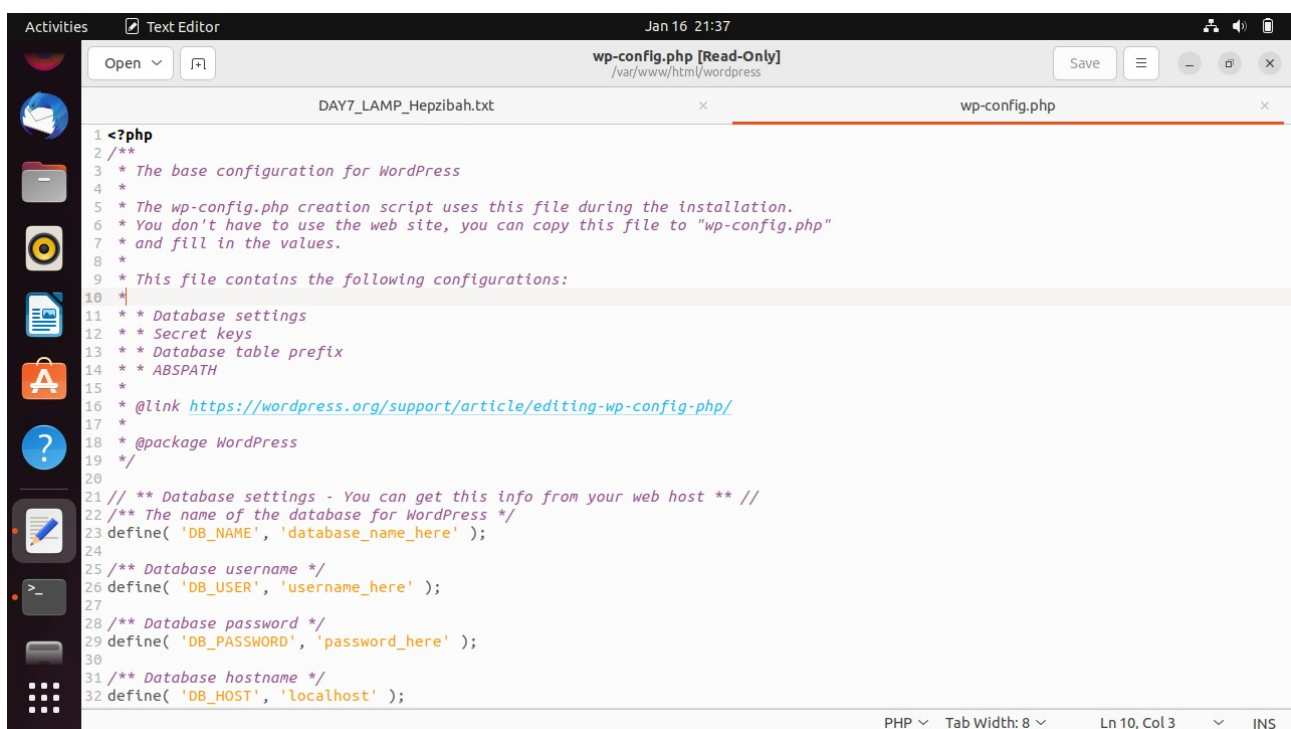 Activities Text Editor Jan 16 21:37
Open wp-config.php [Read-Only] Save
/var/www/html/wordpress
DAY7_LAMP_Hepzibah.txt wp-config.php
1 <?php
2 /**
3  * The base configuration for WordPress
4  *
5  * The wp-config.php creation script uses this file during the installation.
6  * You don't have to use the web site, you can copy this file to "wp-config.php"
7  * and fill in the values.
8  *
9  * This file contains the following configurations:
10  *
11  * * Database settings
12  * * Secret keys
13  * * Database table prefix
14  * * ABSPATH
15  *
16  * @link https://wordpress.org/support/article/editing-wp-config-php/
17  *
18  * @package WordPress
19  */
20
21 // ** Database settings - You can get this info from your web host ** //
22 /** The name of the database for WordPress */
23 define( 'DB_NAME', 'database_name_here' );
24
25 /** Database username */
26 define( 'DB_USER', 'username_here' );
27
28 /** Database password */
29 define( 'DB_PASSWORD', 'password_here' );
30
31 /** Database hostname */
32 define( 'DB_HOST', 'localhost' );
PHP Tab Width: 8 Ln 10, Col 3 INS